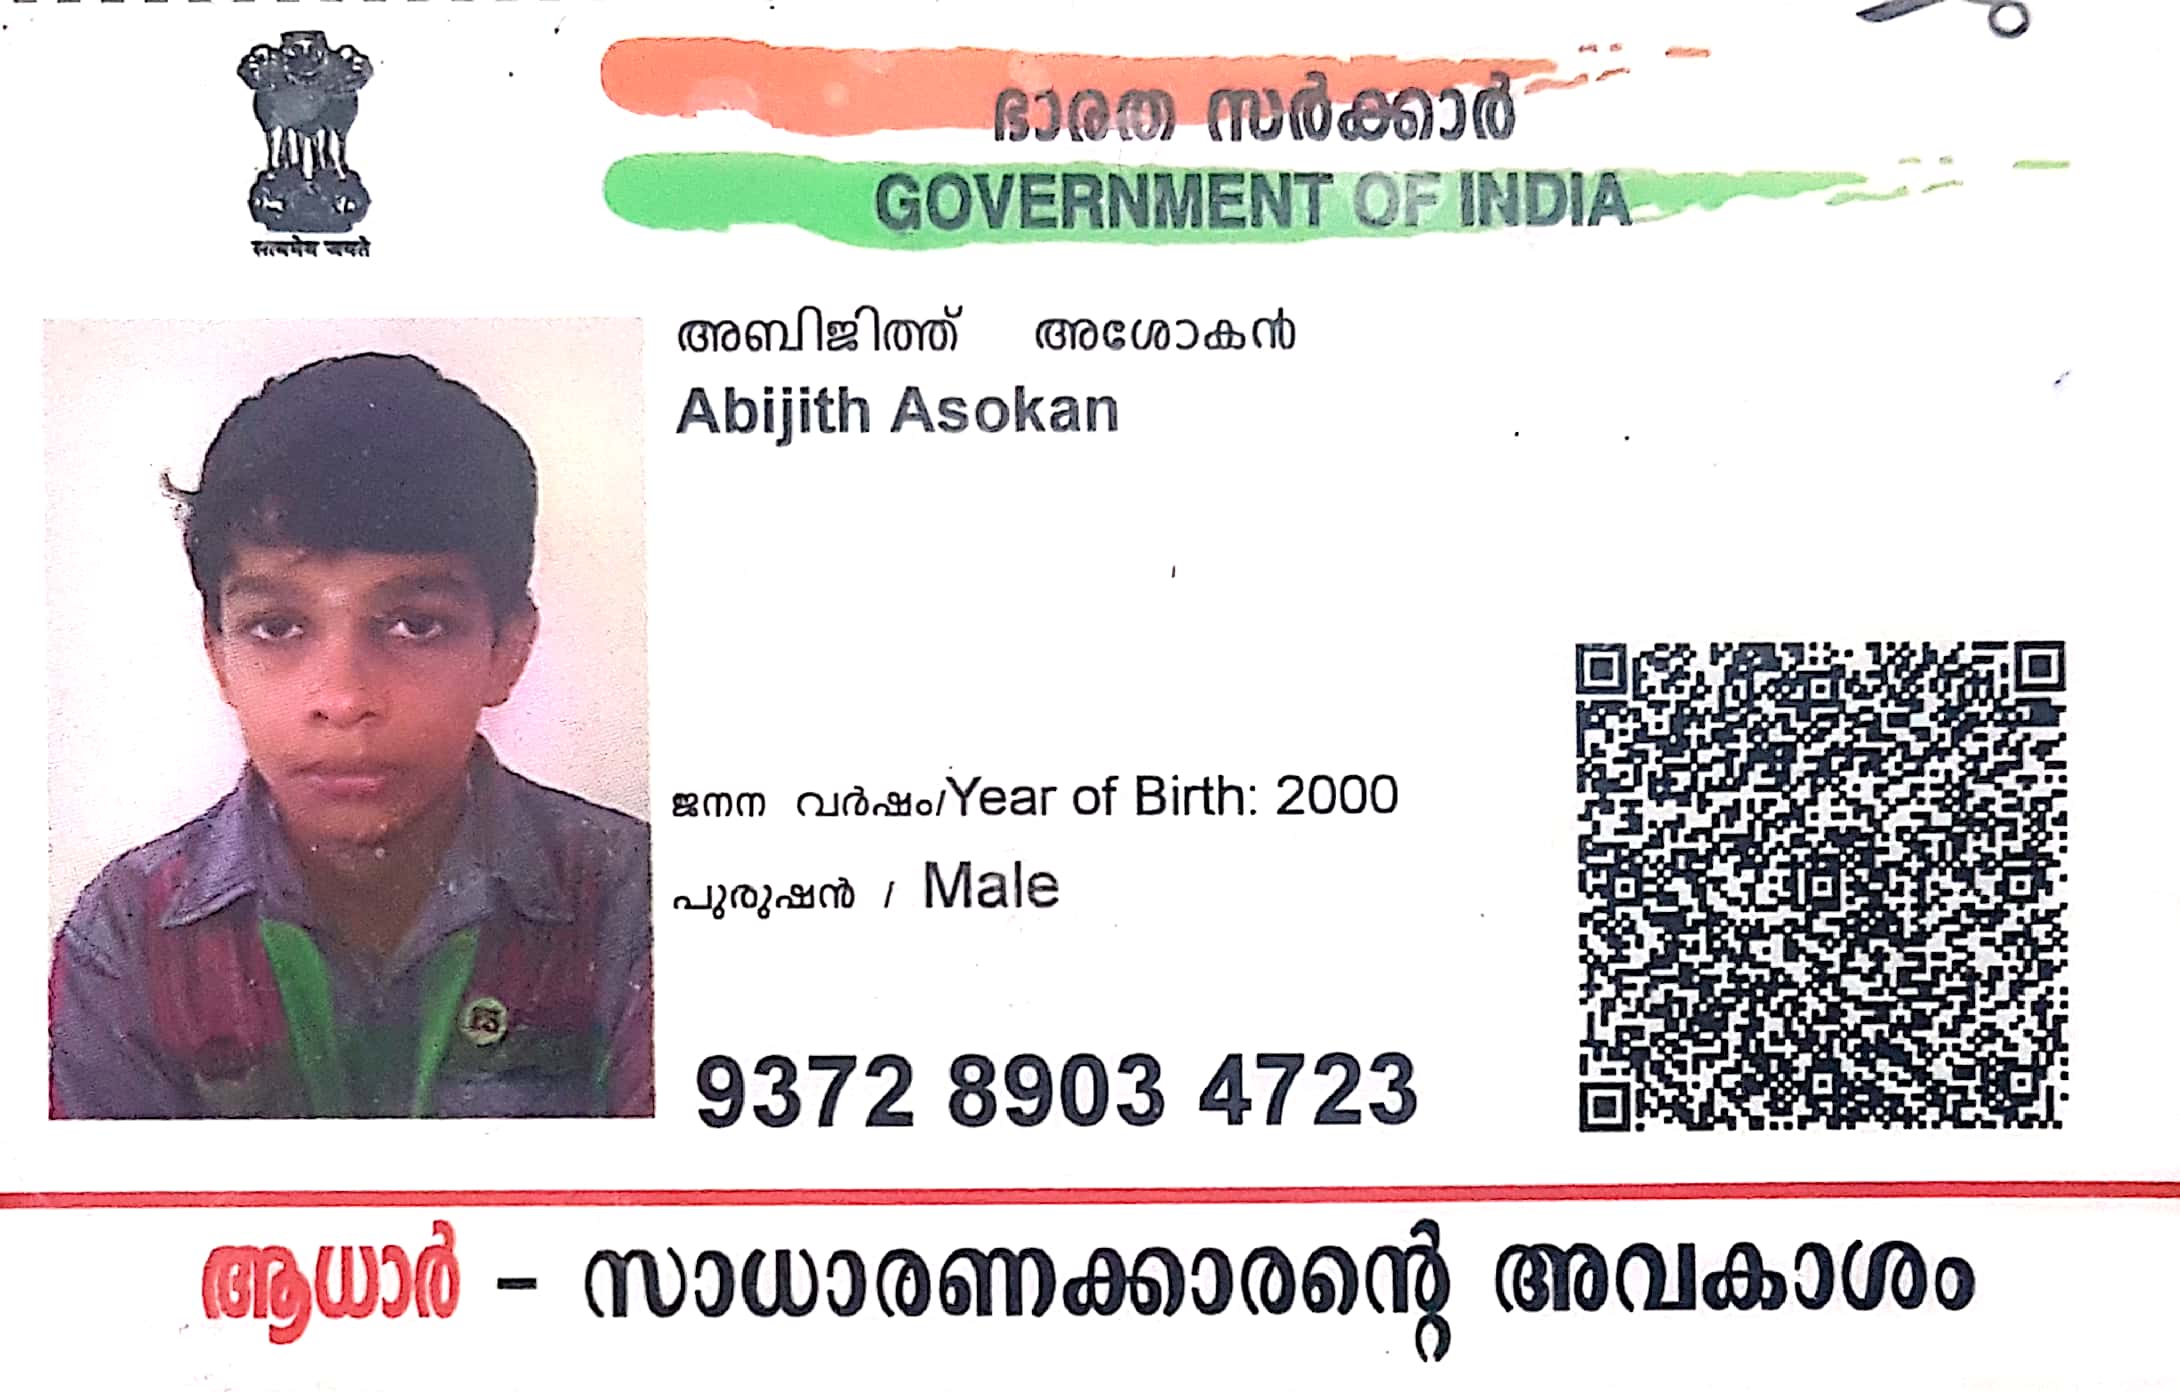 सत्यमेव जयते
ഭാരത സർക്കാർ
GOVERNMENT OF INDIA
അബിജിത്ത് അശോകൻ
Abijith Asokan
ജനന വർഷം/Year of Birth: 2000
പുരുഷൻ / Male
9372 8903 4723
ആധാർ - സാധാരണക്കാരന്റെ അവകാശം